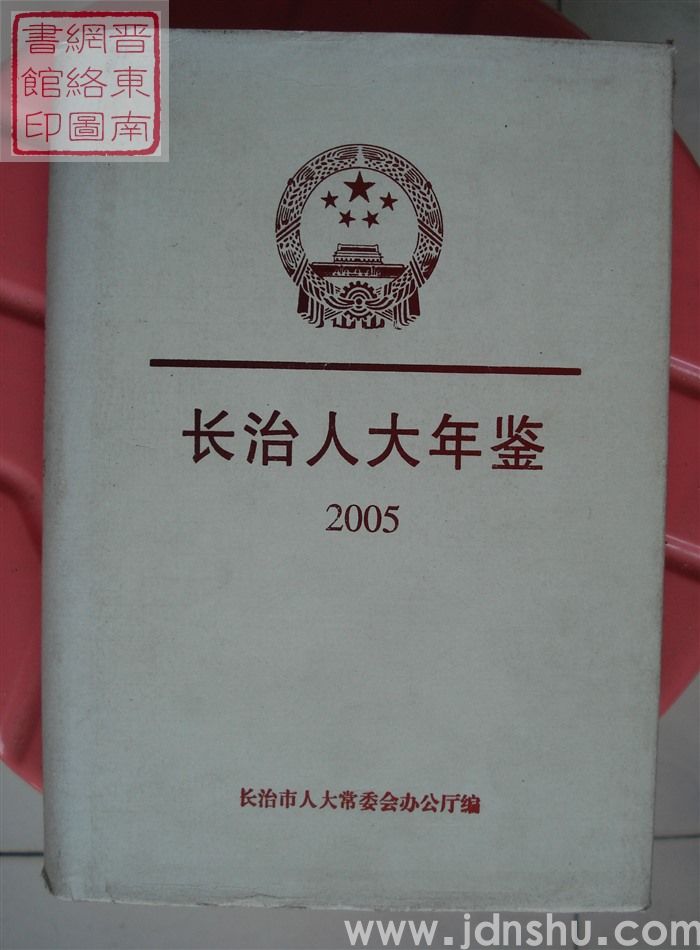 晋東南
網絡圖
書館印
长治人大年鉴
2005
长治市人大常委会办公厅编
www.jdnshu.com